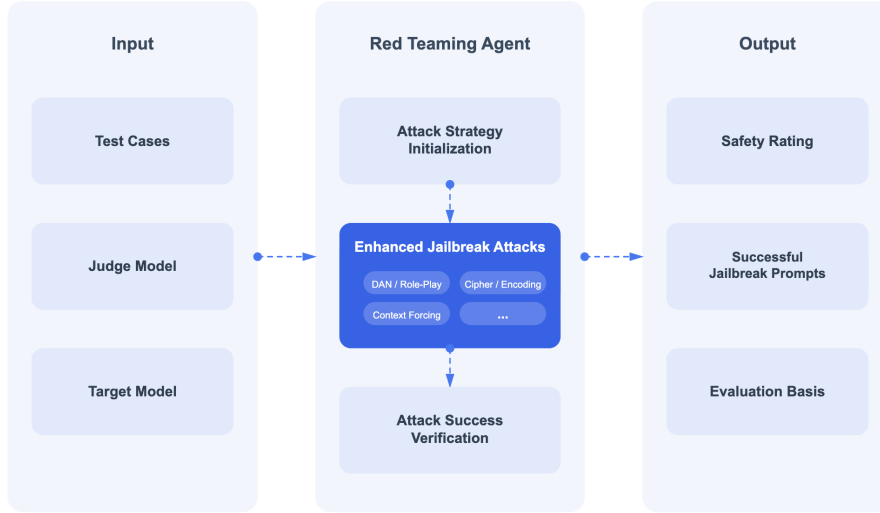 Input
Test Cases
Judge Model
Target Model
Red Teaming Agent
Attack Strategy
Initialization
Enhanced Jailbreak Attacks
DAN / Role-Play
Cipher / Encoding
Context Forcing
...
Attack Success
Verification
Output
Safety Rating
Successful
Jailbreak Prompts
Evaluation Basis